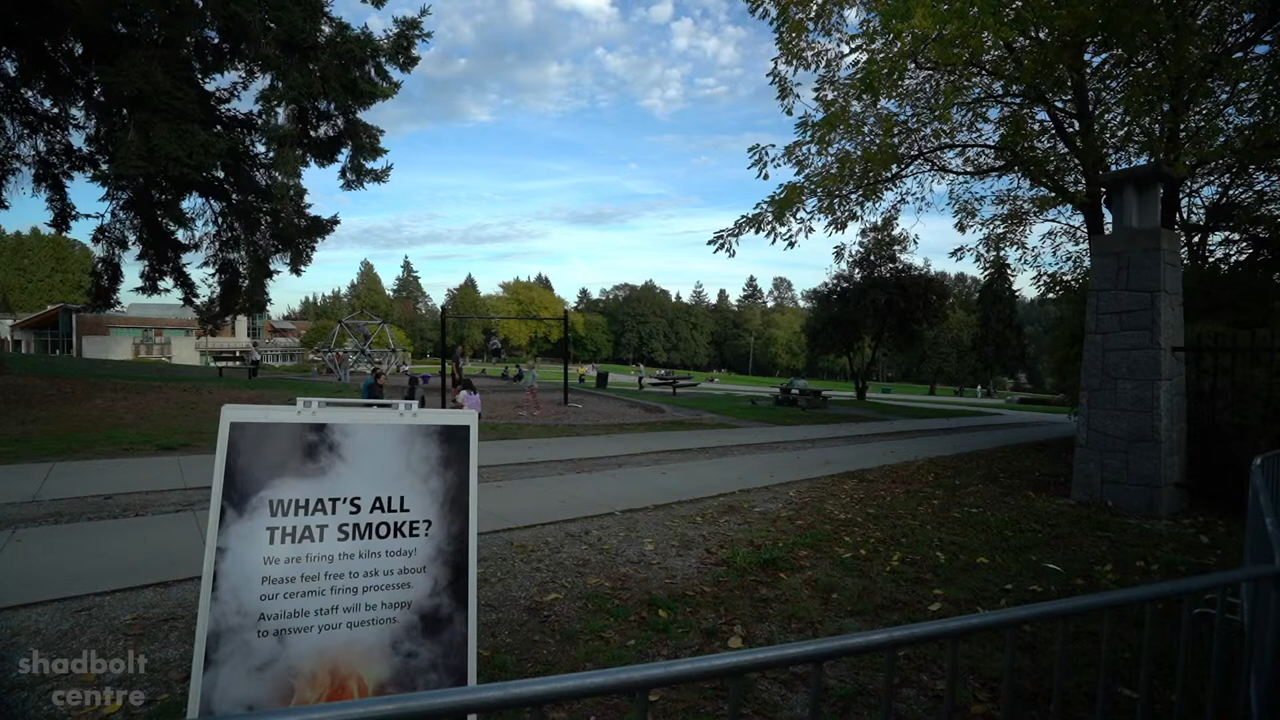 WHAT'S ALL
THAT SMOKE?
We are firing the kilns today!
Please feel free to ask us about
our ceramic firing processes.
Available staff will be happy
to answer your questions.
shadbolt
centre